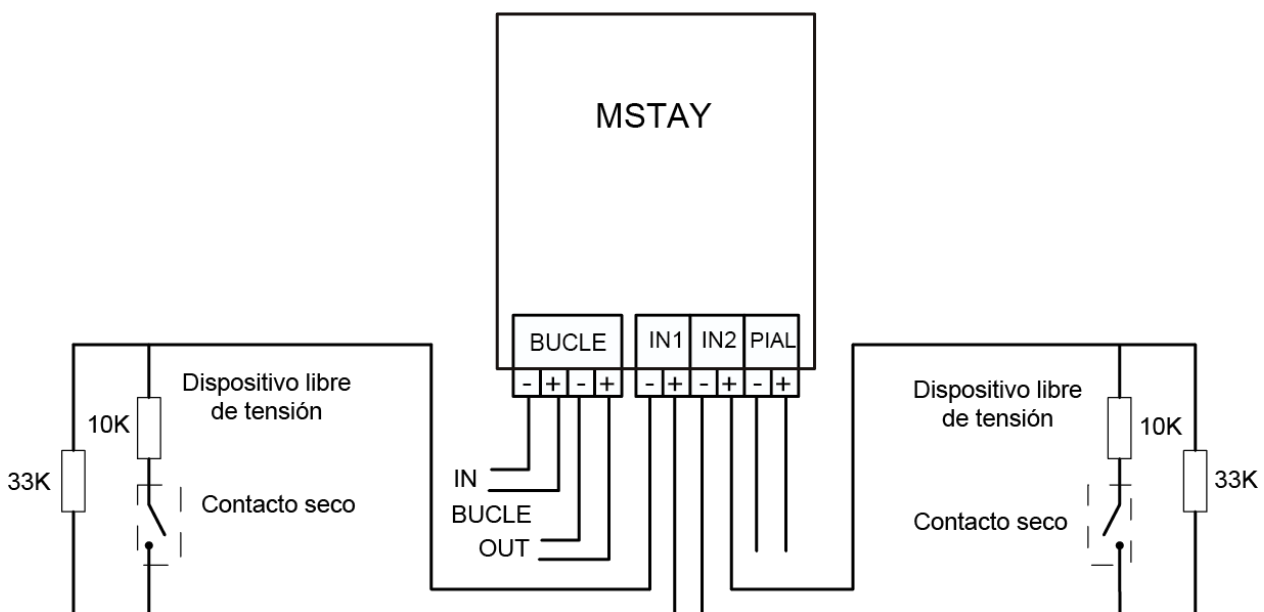 MSTAY
BUCLE
IN1
IN2
PIAL
- + - +
- + - + - +
Dispositivo libre
de tensión
10K
33K
Contacto seco
IN
BUCLE
OUT
Dispositivo libre
de tensión
10K
33K
Contacto seco